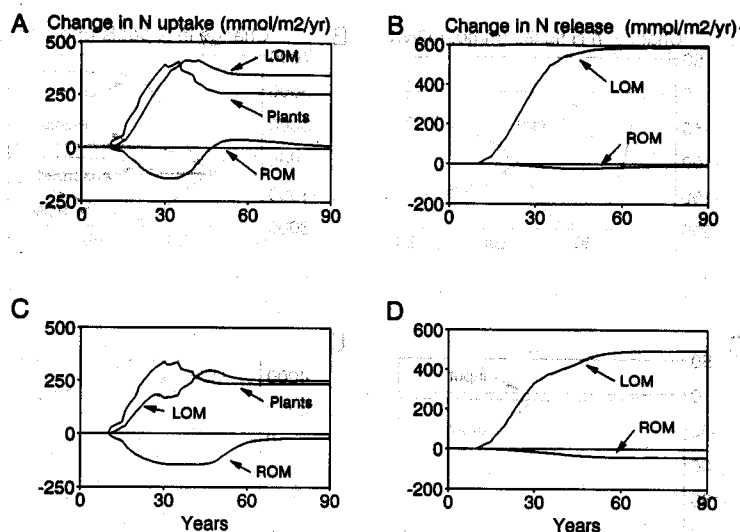 A
Change in N uptake (mmol/m2/yr)
500
250
0
-250
LOM
Plants
ROM
0 30 60 90
B
Change in N release (mmol/m2/yr)
600
400
200
0
-200
LOM
ROM
0 30 60 90
C
500
250
0
-250
LOM
Plants
ROM
0 30 60 90
Years
D
600
400
200
0
-200
LOM
ROM
0 30 60 90
Years